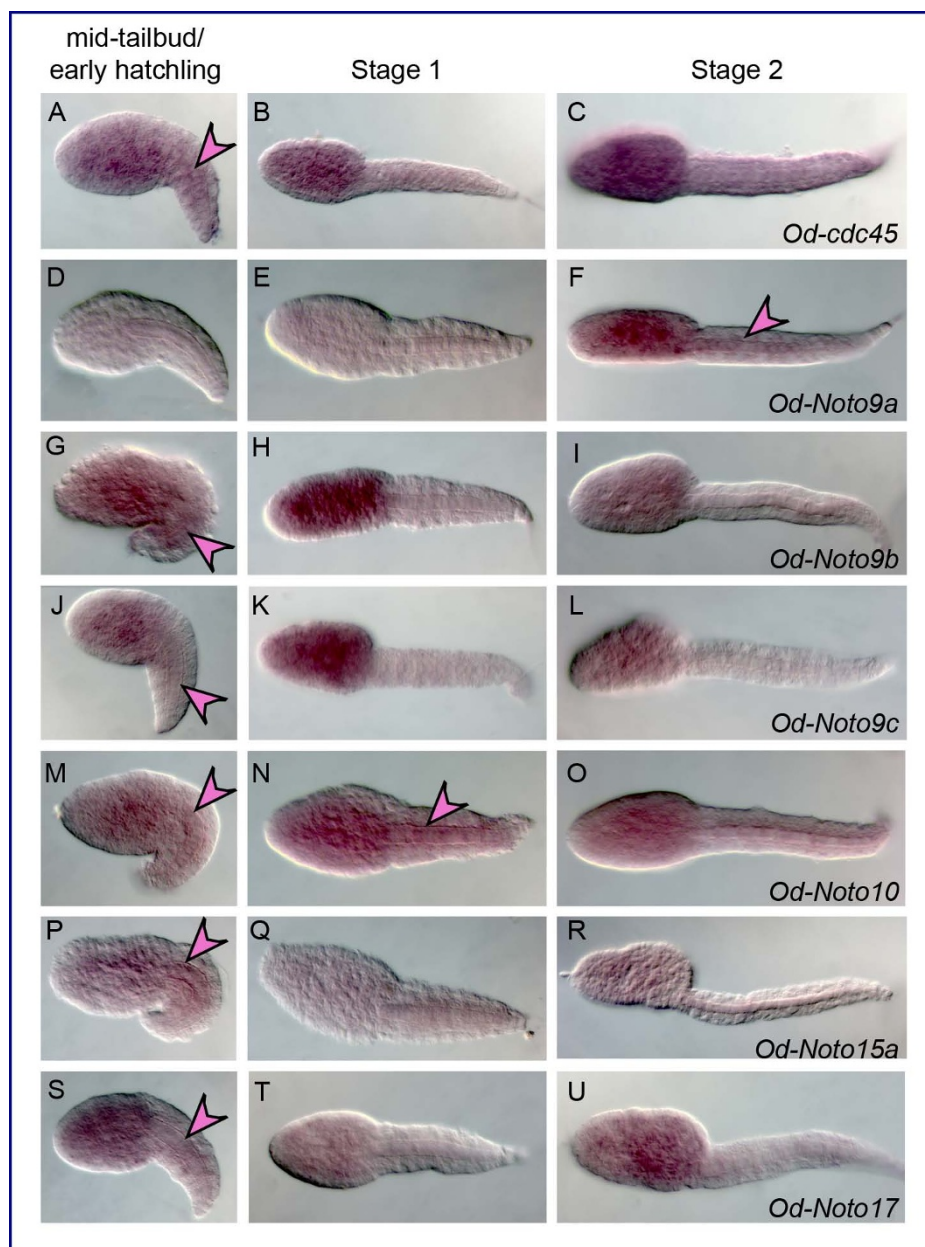 mid-tailbud/
early hatchling
Stage 1
Stage 2
A
B
C
Od-cdc45
D
E
F
Od-Noto9a
G
H
I
Od-Noto9b
J
K
L
Od-Noto9c
M
N
O
Od-Noto10
P
Q
R
Od-Noto15a
S
T
U
Od-Noto17